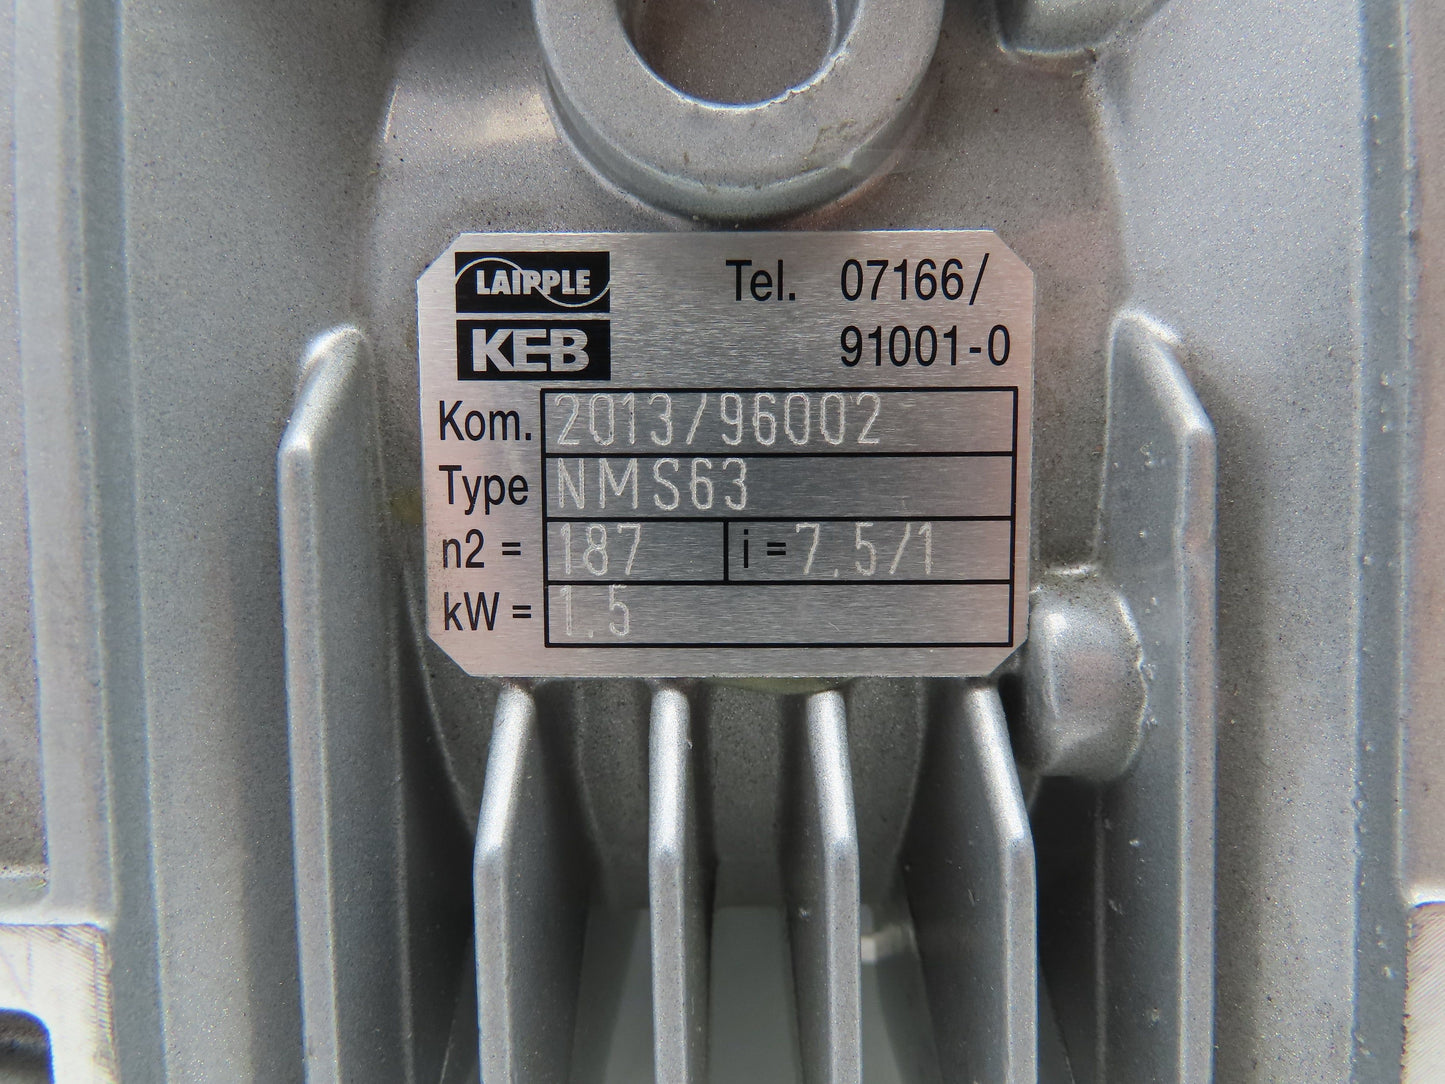 LAIPPLE
KEB
Tel. 07166/
91001-0
Kom. 2013/96002
Type NMS63
n2 = 187 i = 7.5/1
kW = 1.5